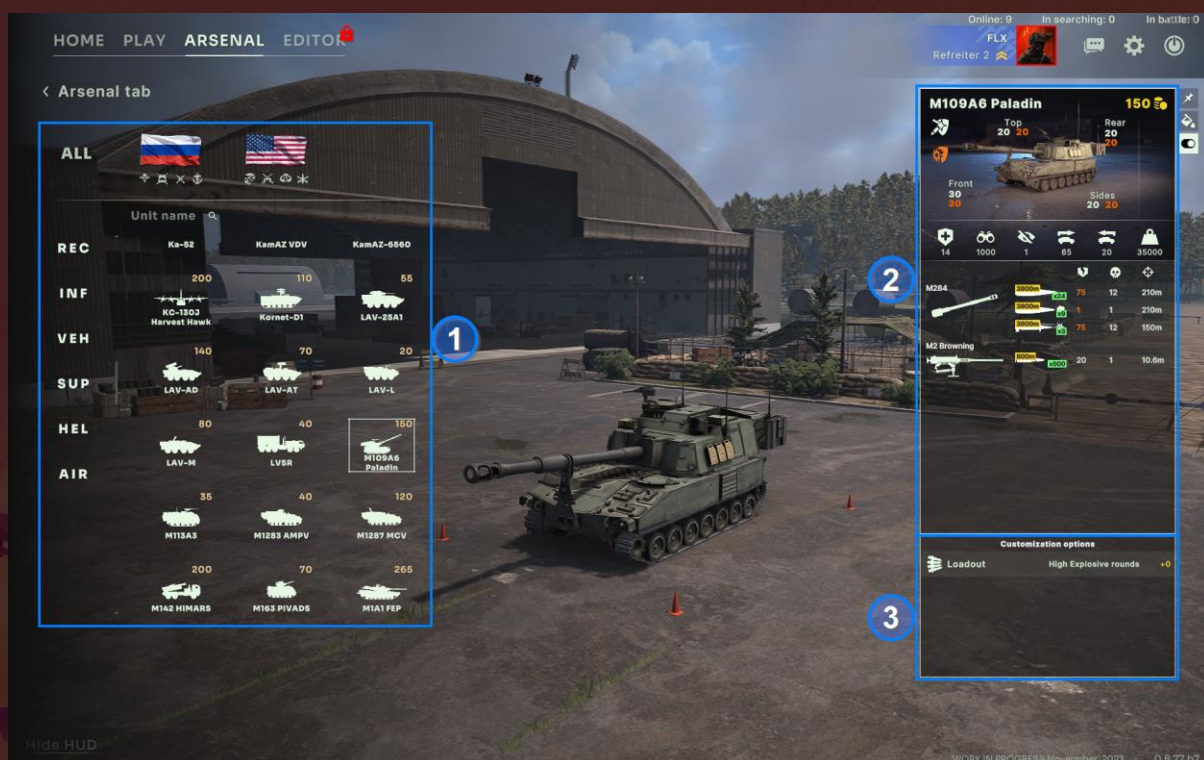 Online: 9 In searching: 0 In battle: 0
HOME PLAY ARSENAL EDITOR
FLX
Refreiter 2
< Arsenal tab
ALL
Unit name
REC
INF
VEH
SUP
HEL
AIR
Ka-52 KamAZ VDV KamAZ-6560
200 110 55
KC-130J Kornet-D1 LAV-25A1
Harvest Hawk
140 70 20
LAV-AD LAV-AT LAV-L
80 40 150
LAV-M LVSR M109A6
Paladin
35 40 120
M113A3 M1283 AMPV M1287 MCV
200 70 265
M142 HIMARS M163 PIVADS M1A1 FEP
1
M109A6 Paladin 150
Top
20 20
Rear
20
20
Front
30
30
Sides
20 20
14 1000 1 65 20 35000
2
M284
3800m x24 75 12 210m
3800m x9 1 1 210m
3800m x3 75 12 150m
M2 Browning
800m x500 20 1 10.6m
Customization options
Loadout High Explosive rounds +0
3
Hide HUD
WORK IN PROGRESS November, 2023 0.8.77.b7